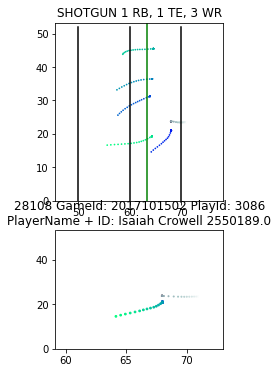 SHOTGUN 1 RB, 1 TE, 3 WR
50
40
30
20
10
0
50 60 70
28108 GameId: 2017101502 PlayId: 3086
PlayerName + ID: Isaiah Crowell 2550189.0
40
20
0
60 65 70